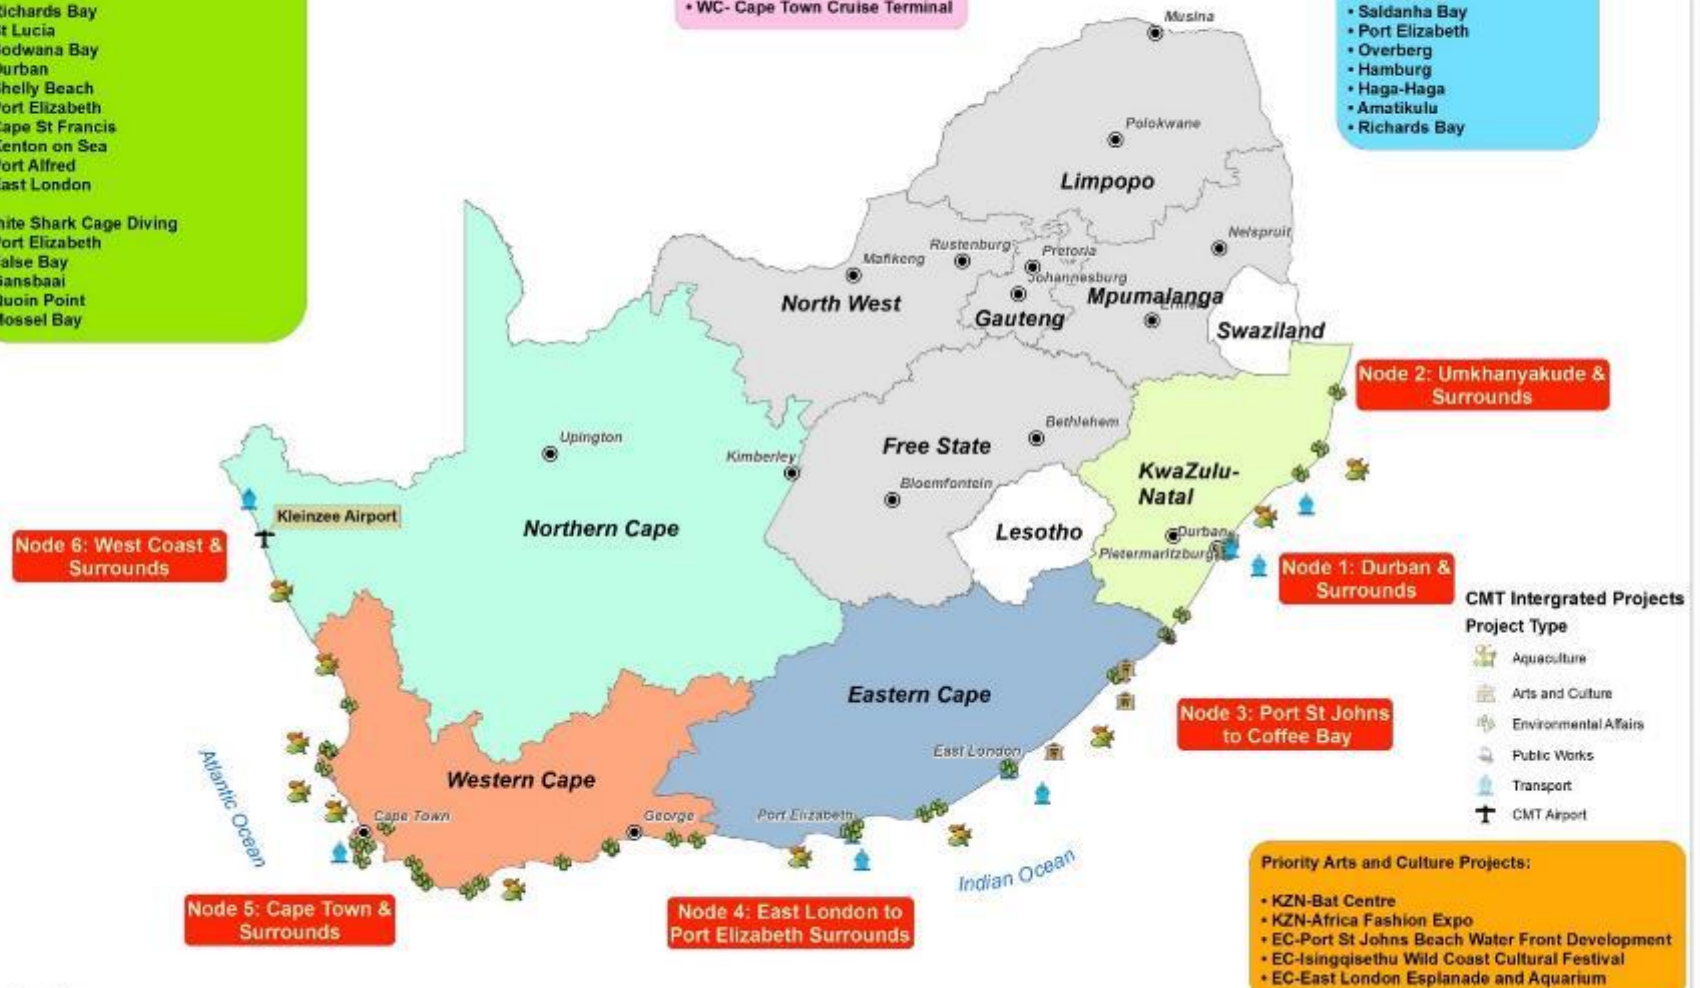 ichards Bay
t Lucia
odwana Bay
urban
helly Beach
ort Elizabeth
ape St Francis
enton on Sea
ort Alfred
ast London
hite Shark Cage Diving
ort Elizabeth
alse Bay
ansbaai
uoin Point
ossel Bay
• WC- Cape Town Cruise Terminal
• Saldanha Bay
• Port Elizabeth
• Overberg
• Hamburg
• Haga-Haga
• Amatikulu
• Richards Bay
Musina
Polokwane
Limpopo
Nelspruit
Rustenburg
Pretoria
Mafikeng
Johannesburg
North West
Mpumalanga
Gauteng
Swaziland
Node 2: Umkhanyakude &
Surrounds
Upington
Bethlehem
Free State
Kimberley
KwaZulu-
Natal
Bloemfontein
Kleinzee Airport
Northern Cape
Lesotho
Durban
Pietermaritzburg
Node 6: West Coast &
Surrounds
Node 1: Durban &
Surrounds
CMT Intergrated Projects
Project Type
Aquaculture
Arts and Culture
Environmental Affairs
Public Works
Transport
CMT Airport
Eastern Cape
Node 3: Port St Johns
to Coffee Bay
East London
Atlantic Ocean
Western Cape
Cape Town
George
Port Elizabeth
Indian Ocean
Node 5: Cape Town &
Surrounds
Node 4: East London to
Port Elizabeth Surrounds
Priority Arts and Culture Projects:
• KZN-Bat Centre
• KZN-Africa Fashion Expo
• EC-Port St Johns Beach Water Front Development
• EC-Isingqisethu Wild Coast Cultural Festival
• EC-East London Esplanade and Aquarium